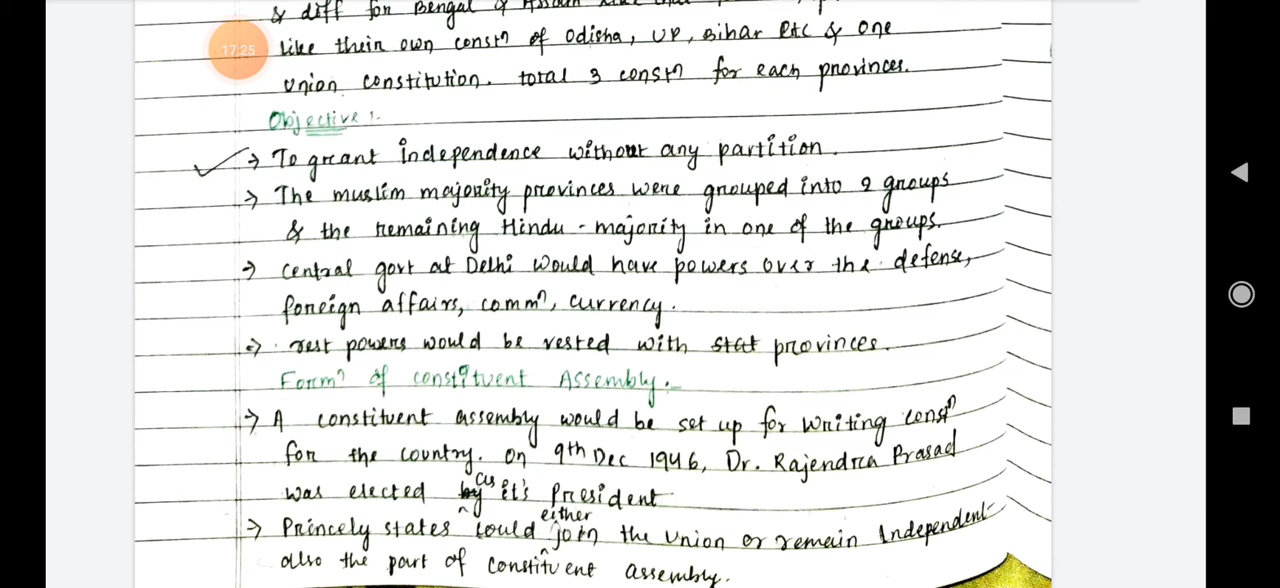 & diff for Bengal & Assam like that
17:25
like their own constn of Odisha, UP, Bihar etc & one
Union constitution. total 3 constn for each provinces.
Objective :-
→ To grant independence without any partition.
→ The muslim majority provinces were grouped into 2 groups
& the remaining Hindu-majority in one of the groups.
→ central govt at Delhi would have powers over the defense,
foreign affairs, commn, currency.
→ rest powers would be vested with stat provinces.
Formn of constituent Assembly.-
→ A constituent assembly would be set up for writing constn
for the country. on 9th Dec 1946, Dr. Rajendra Prasad
was elected by as it's President
→ Princely states could either join the Union or remain Independent
also the part of constituent assembly.